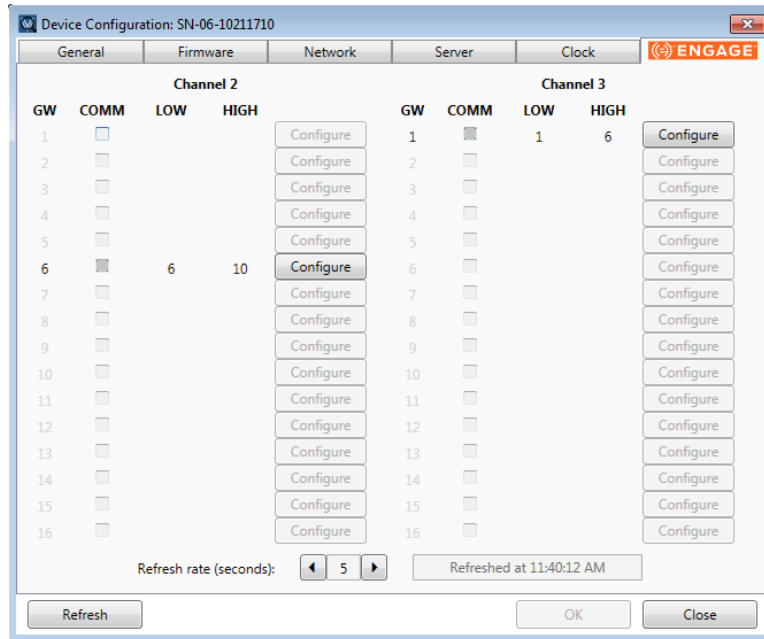 Device Configuration: SN-06-10211710
General Firmware Network Server Clock ENGAGE
Channel 2 Channel 3
GW COMM LOW HIGH GW COMM LOW HIGH
1 Configure 1 1 6 Configure
2 Configure 2 Configure
3 Configure 3 Configure
4 Configure 4 Configure
5 Configure 5 Configure
6 6 10 Configure 6 Configure
7 Configure 7 Configure
8 Configure 8 Configure
9 Configure 9 Configure
10 Configure 10 Configure
11 Configure 11 Configure
12 Configure 12 Configure
13 Configure 13 Configure
14 Configure 14 Configure
15 Configure 15 Configure
16 Configure 16 Configure
Refresh rate (seconds): 5 Refreshed at 11:40:12 AM
Refresh OK Close